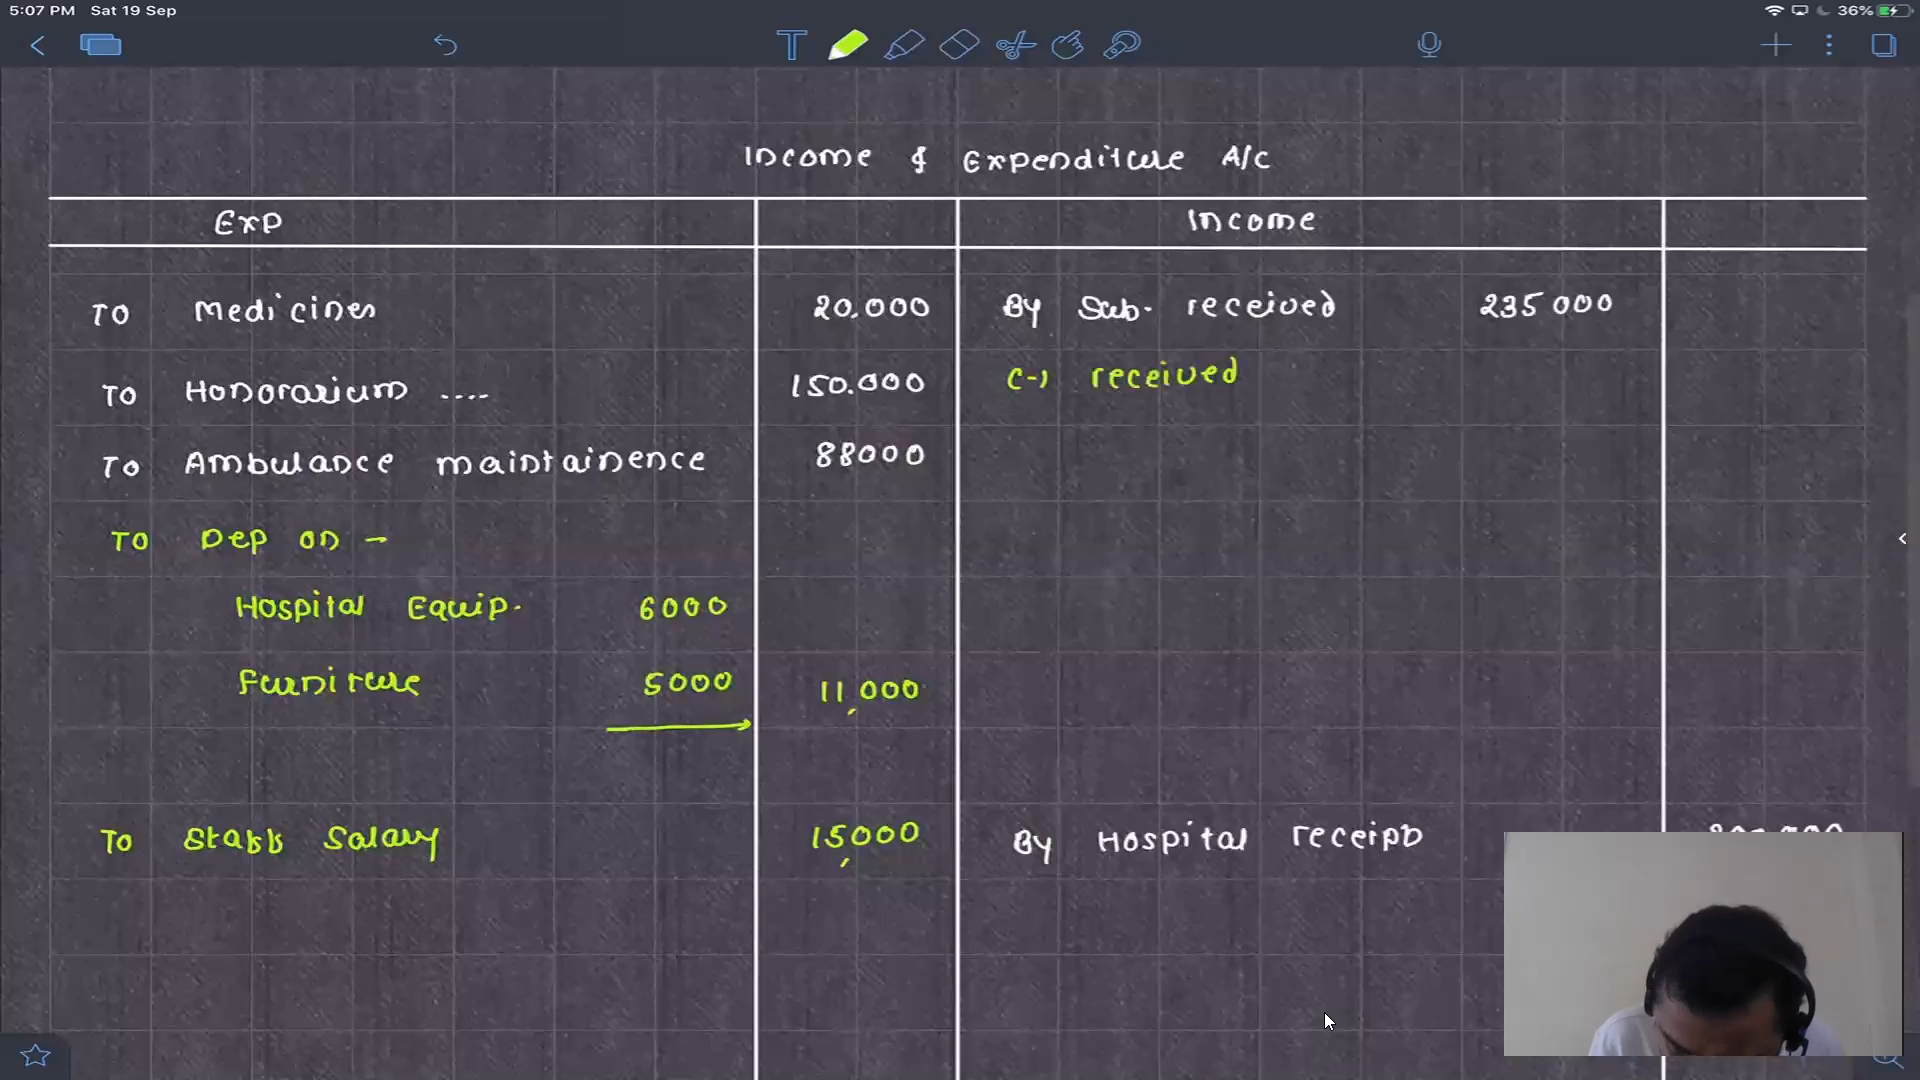 5:07 PM Sat 19 Sep
36%
Income & Expenditure A/c
Exp
Income
To Medicines 20,000
By Sub. received 235000
To Honorarium .... 150,000
(-) received
To Ambulance maintainence 88000
To Dep on -
Hospital Equip. 6000
Furniture 5000 11,000
To Staff Salary 15,000
By Hospital receipt